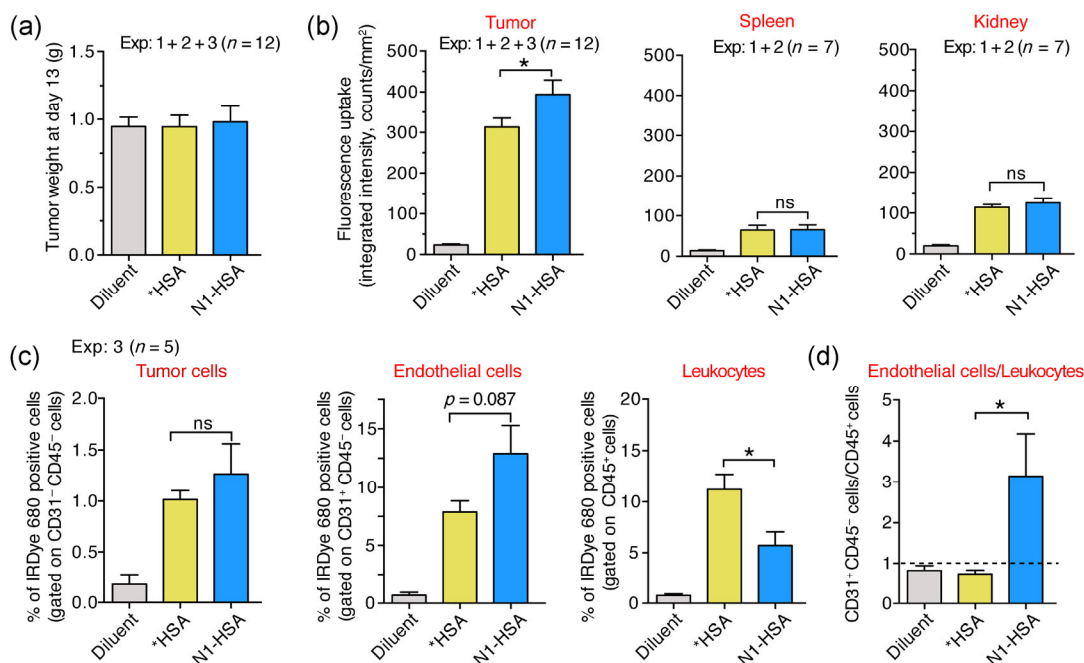 (a)
Exp: 1 + 2 + 3 (n = 12)
Tumor weight at day 13 (g)
1.5
1.0
0.5
0.0
Diluent
*HSA
N1-HSA
(b)
Tumor
Exp: 1 + 2 + 3 (n = 12)
Fluorescence uptake
(integrated intensity, counts/mm²)
500
400
300
200
100
0
*
Diluent
*HSA
N1-HSA
Spleen
Exp: 1 + 2 (n = 7)
500
400
300
200
100
0
ns
Diluent
*HSA
N1-HSA
Kidney
Exp: 1 + 2 (n = 7)
500
400
300
200
100
0
ns
Diluent
*HSA
N1-HSA
(c)
Exp: 3 (n = 5)
Tumor cells
% of IRDye 680 positive cells
(gated on CD31⁻ CD45⁻ cells)
2.0
1.5
1.0
0.5
0.0
ns
Diluent
*HSA
N1-HSA
Endothelial cells
% of IRDye 680 positive cells
(gated on CD31⁺ CD45⁻ cells)
15
10
5
0
p = 0.087
Diluent
*HSA
N1-HSA
Leukocytes
% of IRDye 680 positive cells
(gated on CD45⁺cells)
20
15
10
5
0
*
Diluent
*HSA
N1-HSA
(d)
Endothelial cells/Leukocytes
CD31⁺ CD45⁻ cells/CD45⁺cells
5
4
3
2
1
0
*
Diluent
*HSA
N1-HSA